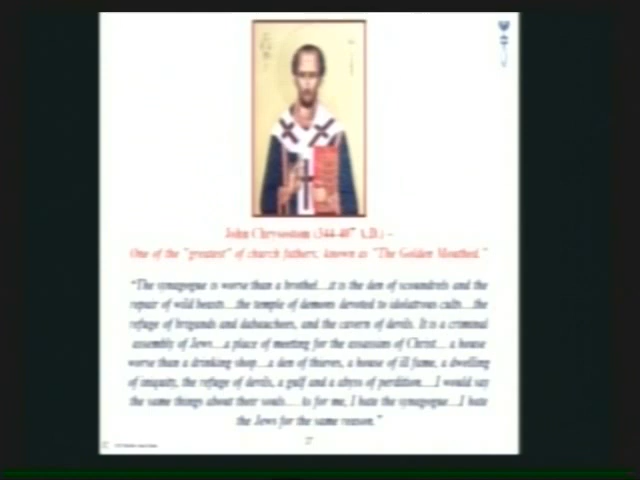 John Chrysostom (344-407 A.D.) –
One of the "greatest" of church fathers; known as "The Golden Mouthed."
"The synagogue is worse than a brothel...it is the den of scoundrels and the
repair of wild beasts...the temple of demons devoted to idolatrous cults...the
refuge of brigands and debauchees, and the cavern of devils. It is a criminal
assembly of Jews...a place of meeting for the assassins of Christ... a house
worse than a drinking shop...a den of thieves, a house of ill fame, a dwelling
of iniquity, the refuge of devils, a gulf and a abyss of perdition....I would say
the same things about their souls.... As for me, I hate the synagogue...I hate
the Jews for the same reason."
27